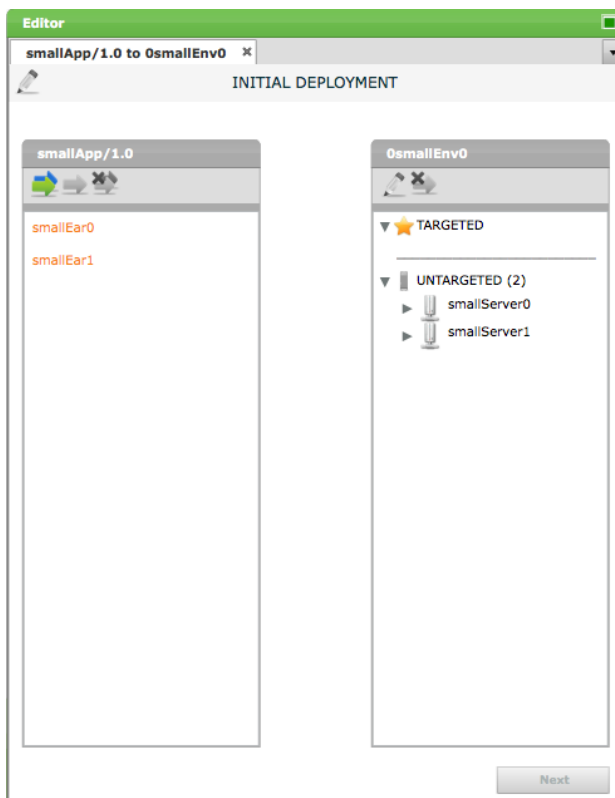 Editor
smallApp/1.0 to 0smallEnv0
INITIAL DEPLOYMENT
smallApp/1.0
smallEar0
smallEar1
0smallEnv0
TARGETED
UNTARGETED (2)
smallServer0
smallServer1
Next